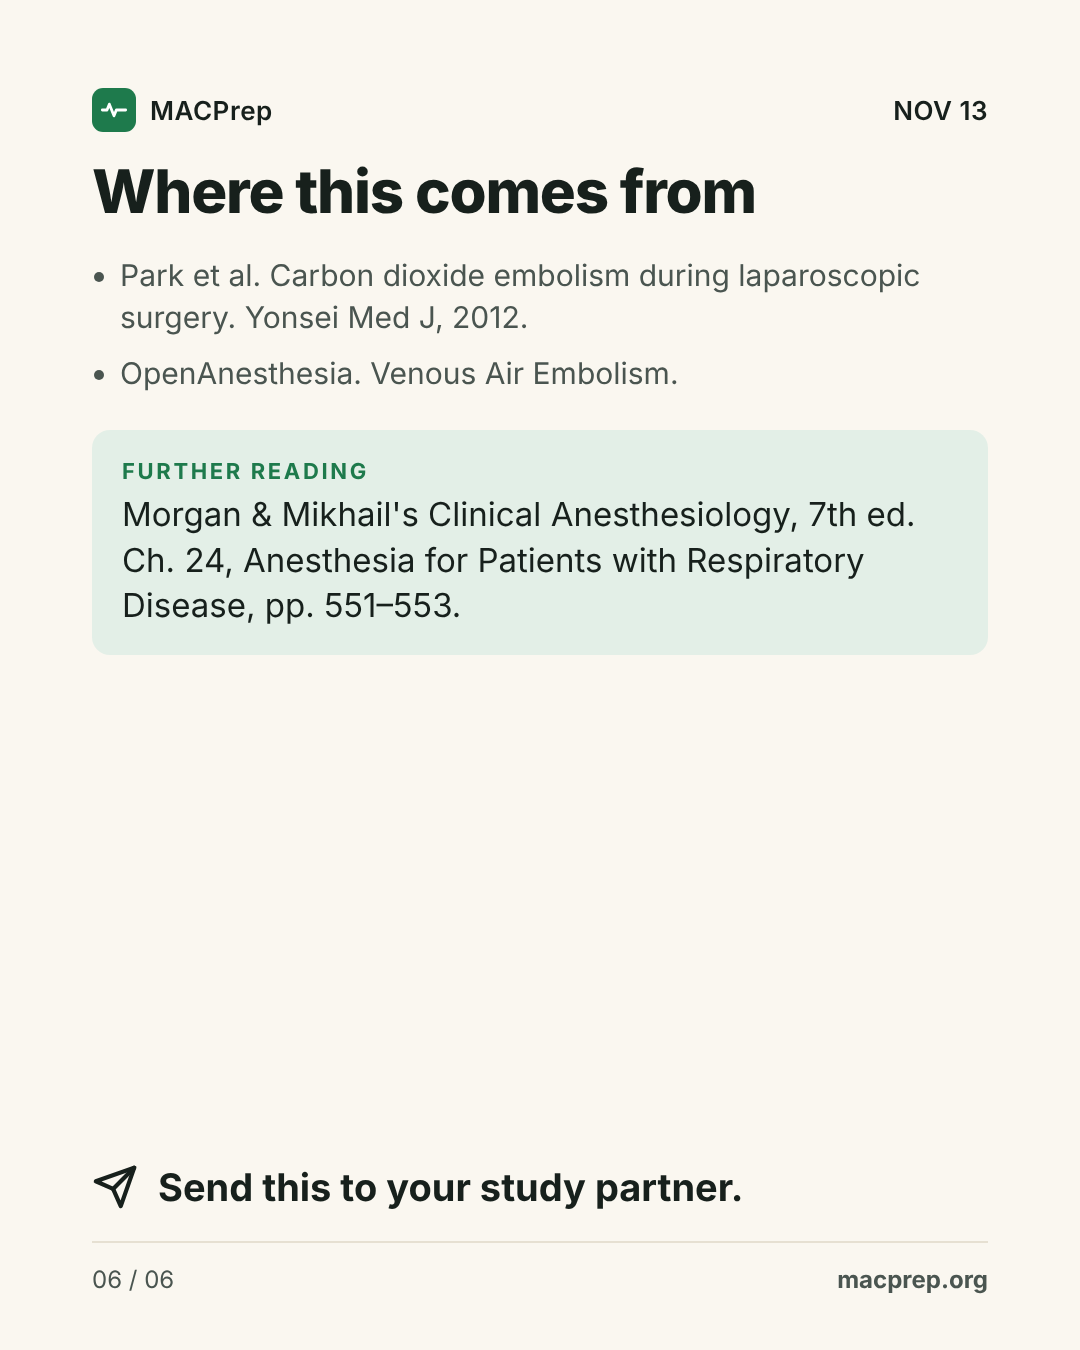 MACPrep
NOV 13
Where this comes from
• Park et al. Carbon dioxide embolism during laparoscopic
surgery. Yonsei Med J, 2012.
• OpenAnesthesia. Venous Air Embolism.
FURTHER READING
Morgan & Mikhail's Clinical Anesthesiology, 7th ed.
Ch. 24, Anesthesia for Patients with Respiratory
Disease, pp. 551–553.
Send this to your study partner.
06 / 06
macprep.org